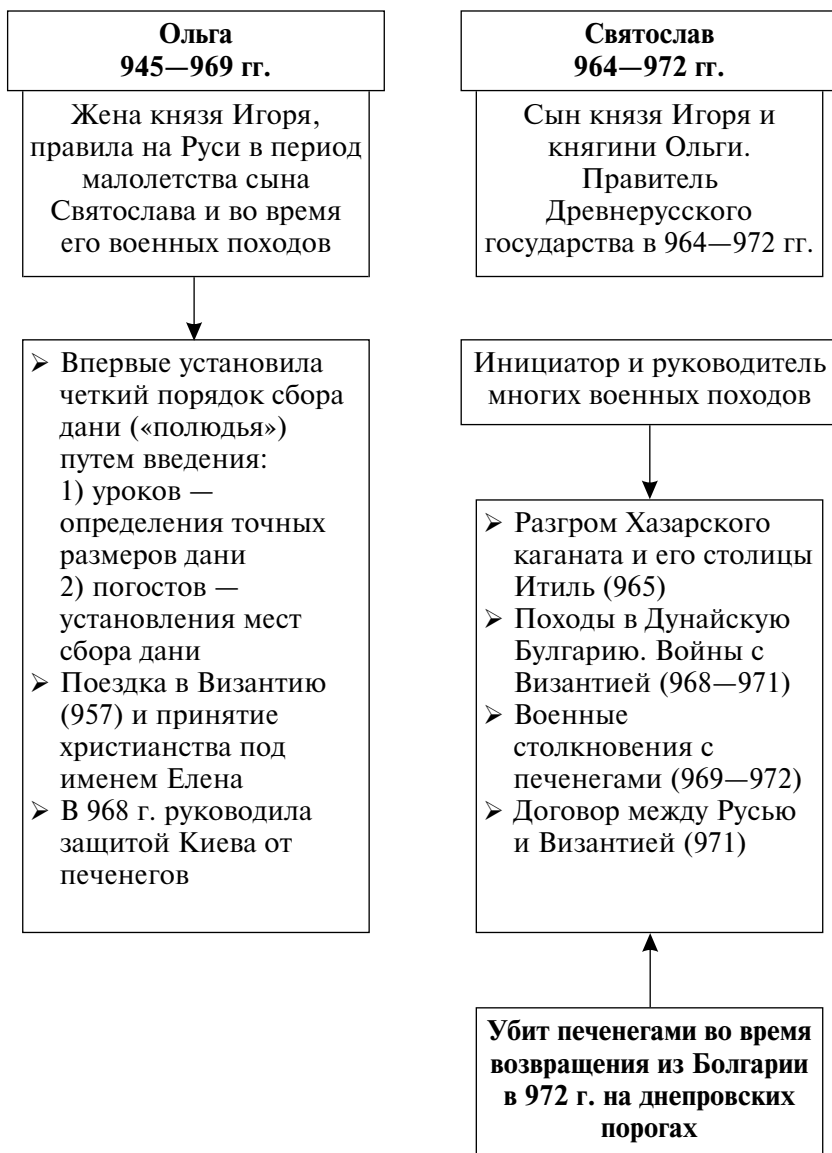 Ольга
945—969 гг.
Жена князя Игоря,
правила на Руси в период
малолетства сына
Святослава и во время
его военных походов
➢ Впервые установила
четкий порядок сбора
дани («полюдья»)
путем введения:
1) уроков —
определения точных
размеров дани
2) погостов —
установления мест
сбора дани
➢ Поездка в Византию
(957) и принятие
христианства под
именем Елена
➢ В 968 г. руководила
защитой Киева от
печенегов
Святослав
964—972 гг.
Сын князя Игоря и
княгини Ольги.
Правитель
Древнерусского
государства в 964—972 гг.
Инициатор и руководитель
многих военных походов
➢ Разгром Хазарского
каганата и его столицы
Итиль (965)
➢ Походы в Дунайскую
Булгарию. Войны с
Византией (968—971)
➢ Военные
столкновения с
печенегами (969—972)
➢ Договор между Русью
и Византией (971)
Убит печенегами во время
возвращения из Болгарии
в 972 г. на днепровских
порогах